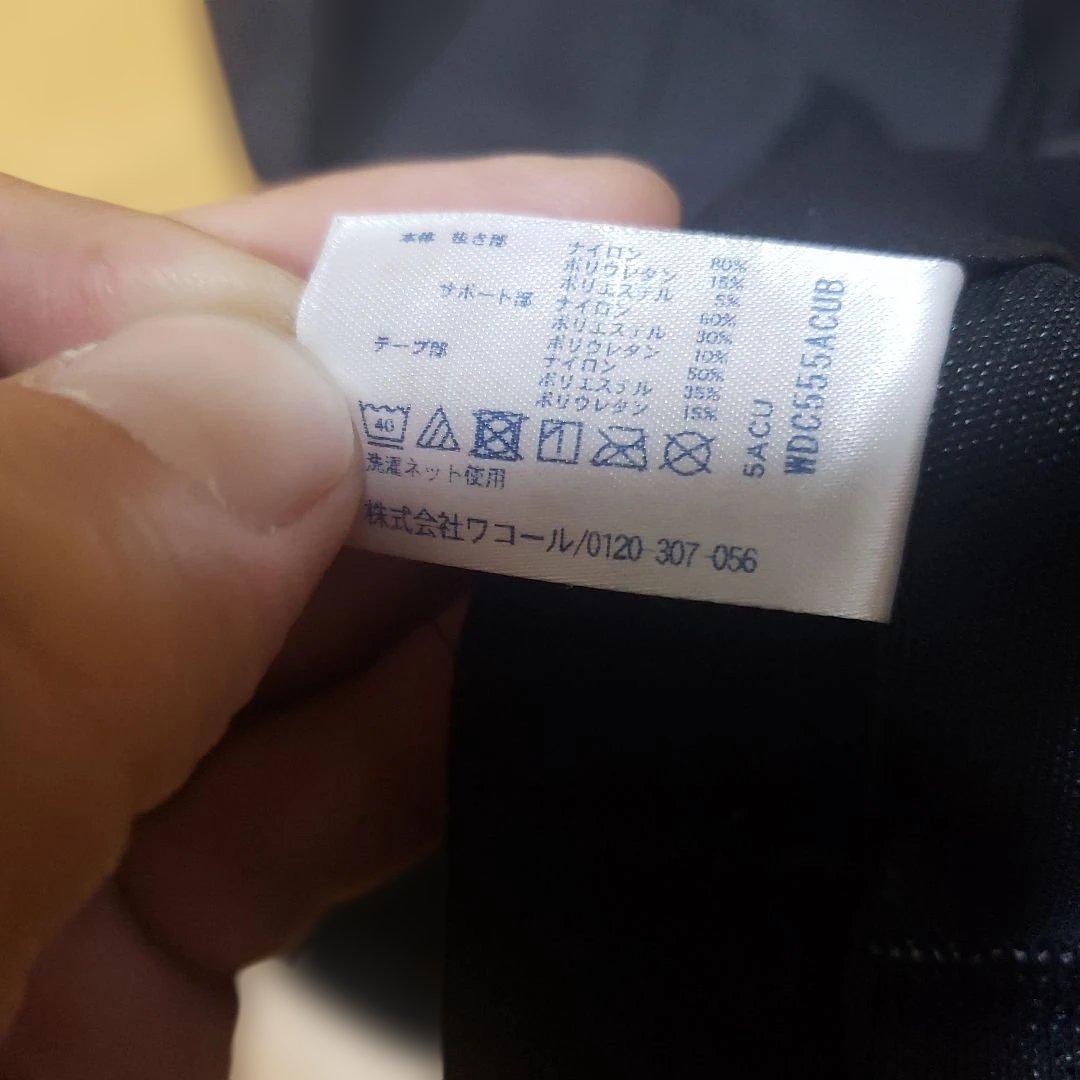 本体 抜き部 ナイロン 80%
ポリウレタン 15%
ポリエステル 5%
サポート部 ナイロン 60%
ポリエステル 30%
ポリウレタン 10%
テープ部 ナイロン 50%
ポリエステル 35%
ポリウレタン 15%
40
洗濯ネット使用
株式会社ワコール/0120-307-056
5ACU
WDC555ACUB